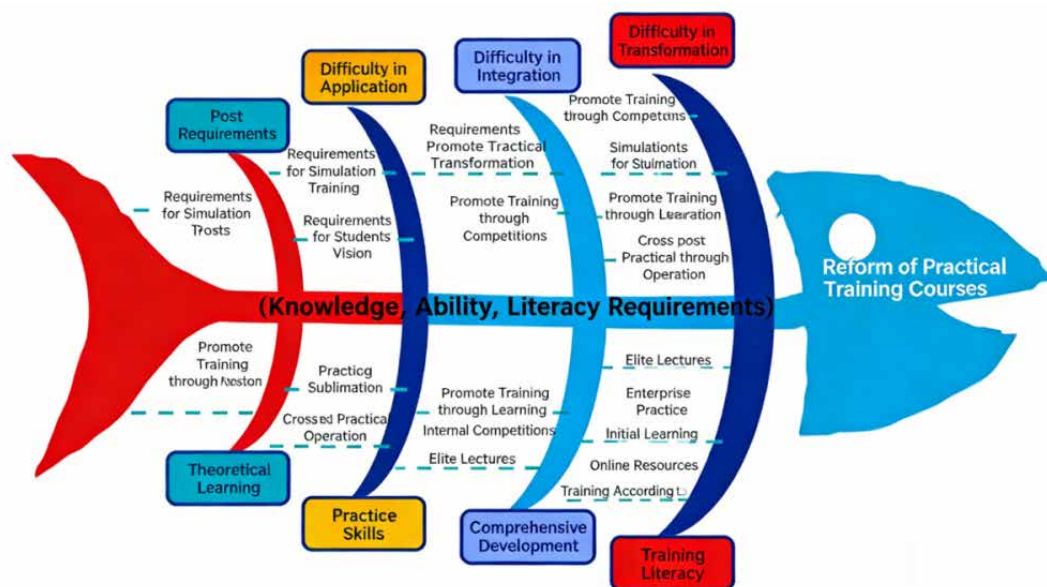 Difficulty in
Transformation
Difficulty in
Integration
Difficulty in
Application
Post
Requirements
Promote Training
through Competons
Requirements
Promote Tractical
Transformation
Requirements
for Simulation
Training
Requirements
for Simulation
Simulationts
for
Promote Training
through
Competitions
Promote Training
through
Requirements
for Students
Vision
Cross post
Practical through
Operation
Reform of Practical
Training Courses
(Knowledge, Ability, Literacy Requirements)
Promote
Training
through
Practicg
Sublimation
Crossed Practical
Operation
Promote Training
through Learning
Internal Competitions
Elite Lectures
Elite Lectures
Enterprise
Practice
Initial Learning
Online Resources
Training According
Theoretical
Learning
Practice
Skills
Comprehensive
Development
Training
Literacy